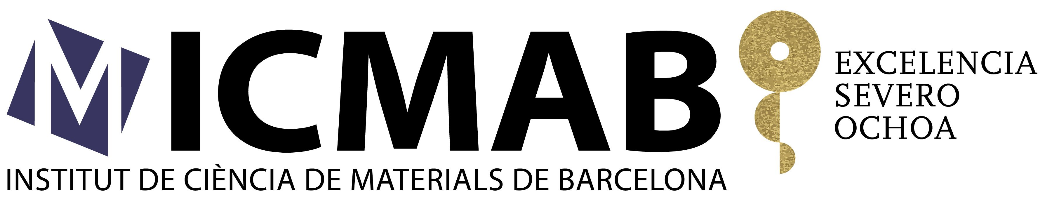 M ICMAB
INSTITUT DE CIÈNCIA DE MATERIALS DE BARCELONA
EXCELENCIA
SEVERO
OCHOA